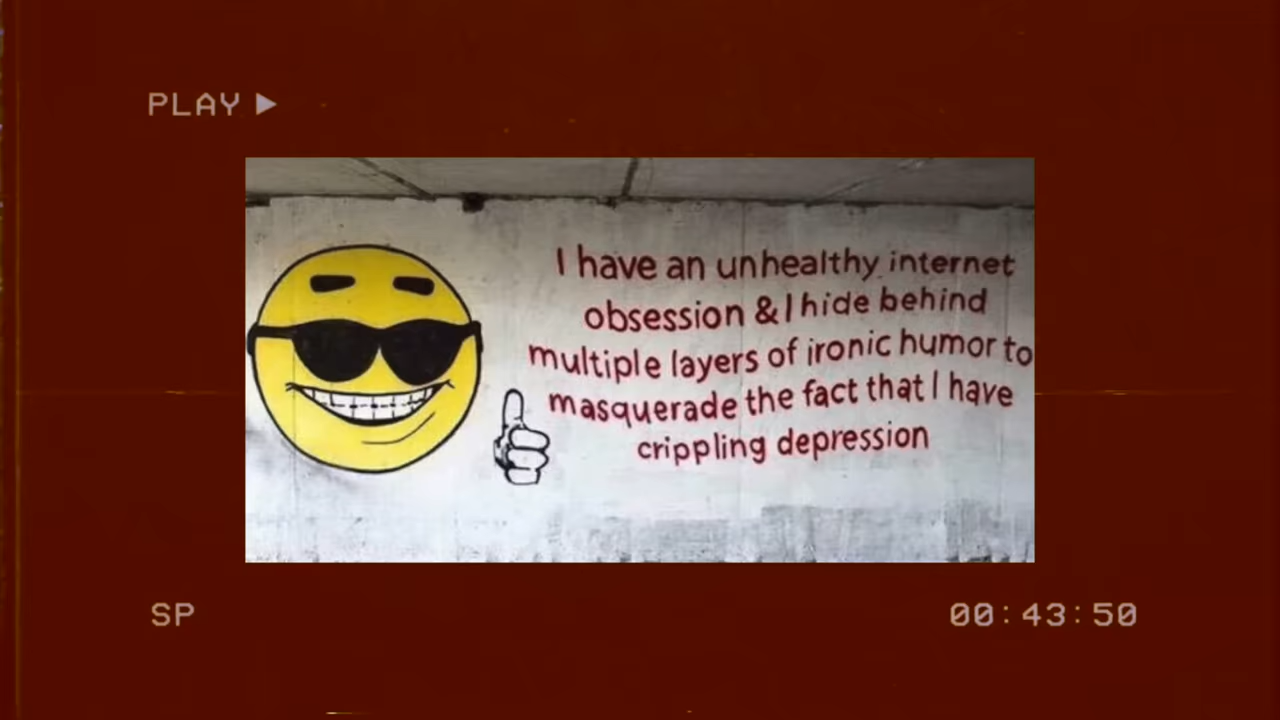 PLAY
I have an unhealthy internet
obsession & I hide behind
multiple layers of ironic humor to
masquerade the fact that I have
crippling depression
SP
00:43:50